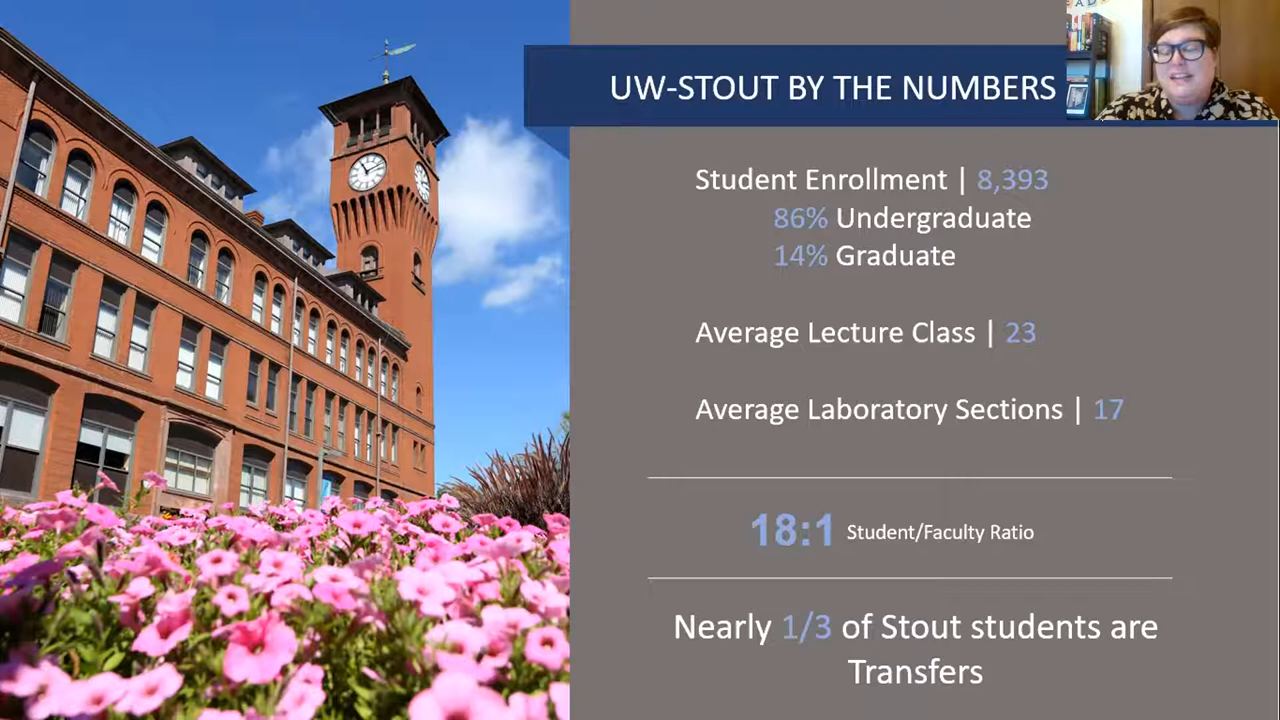 UW-STOUT BY THE NUMBERS
Student Enrollment | 8,393
86% Undergraduate
14% Graduate
Average Lecture Class | 23
Average Laboratory Sections | 17
18:1 Student/Faculty Ratio
Nearly 1/3 of Stout students are
Transfers